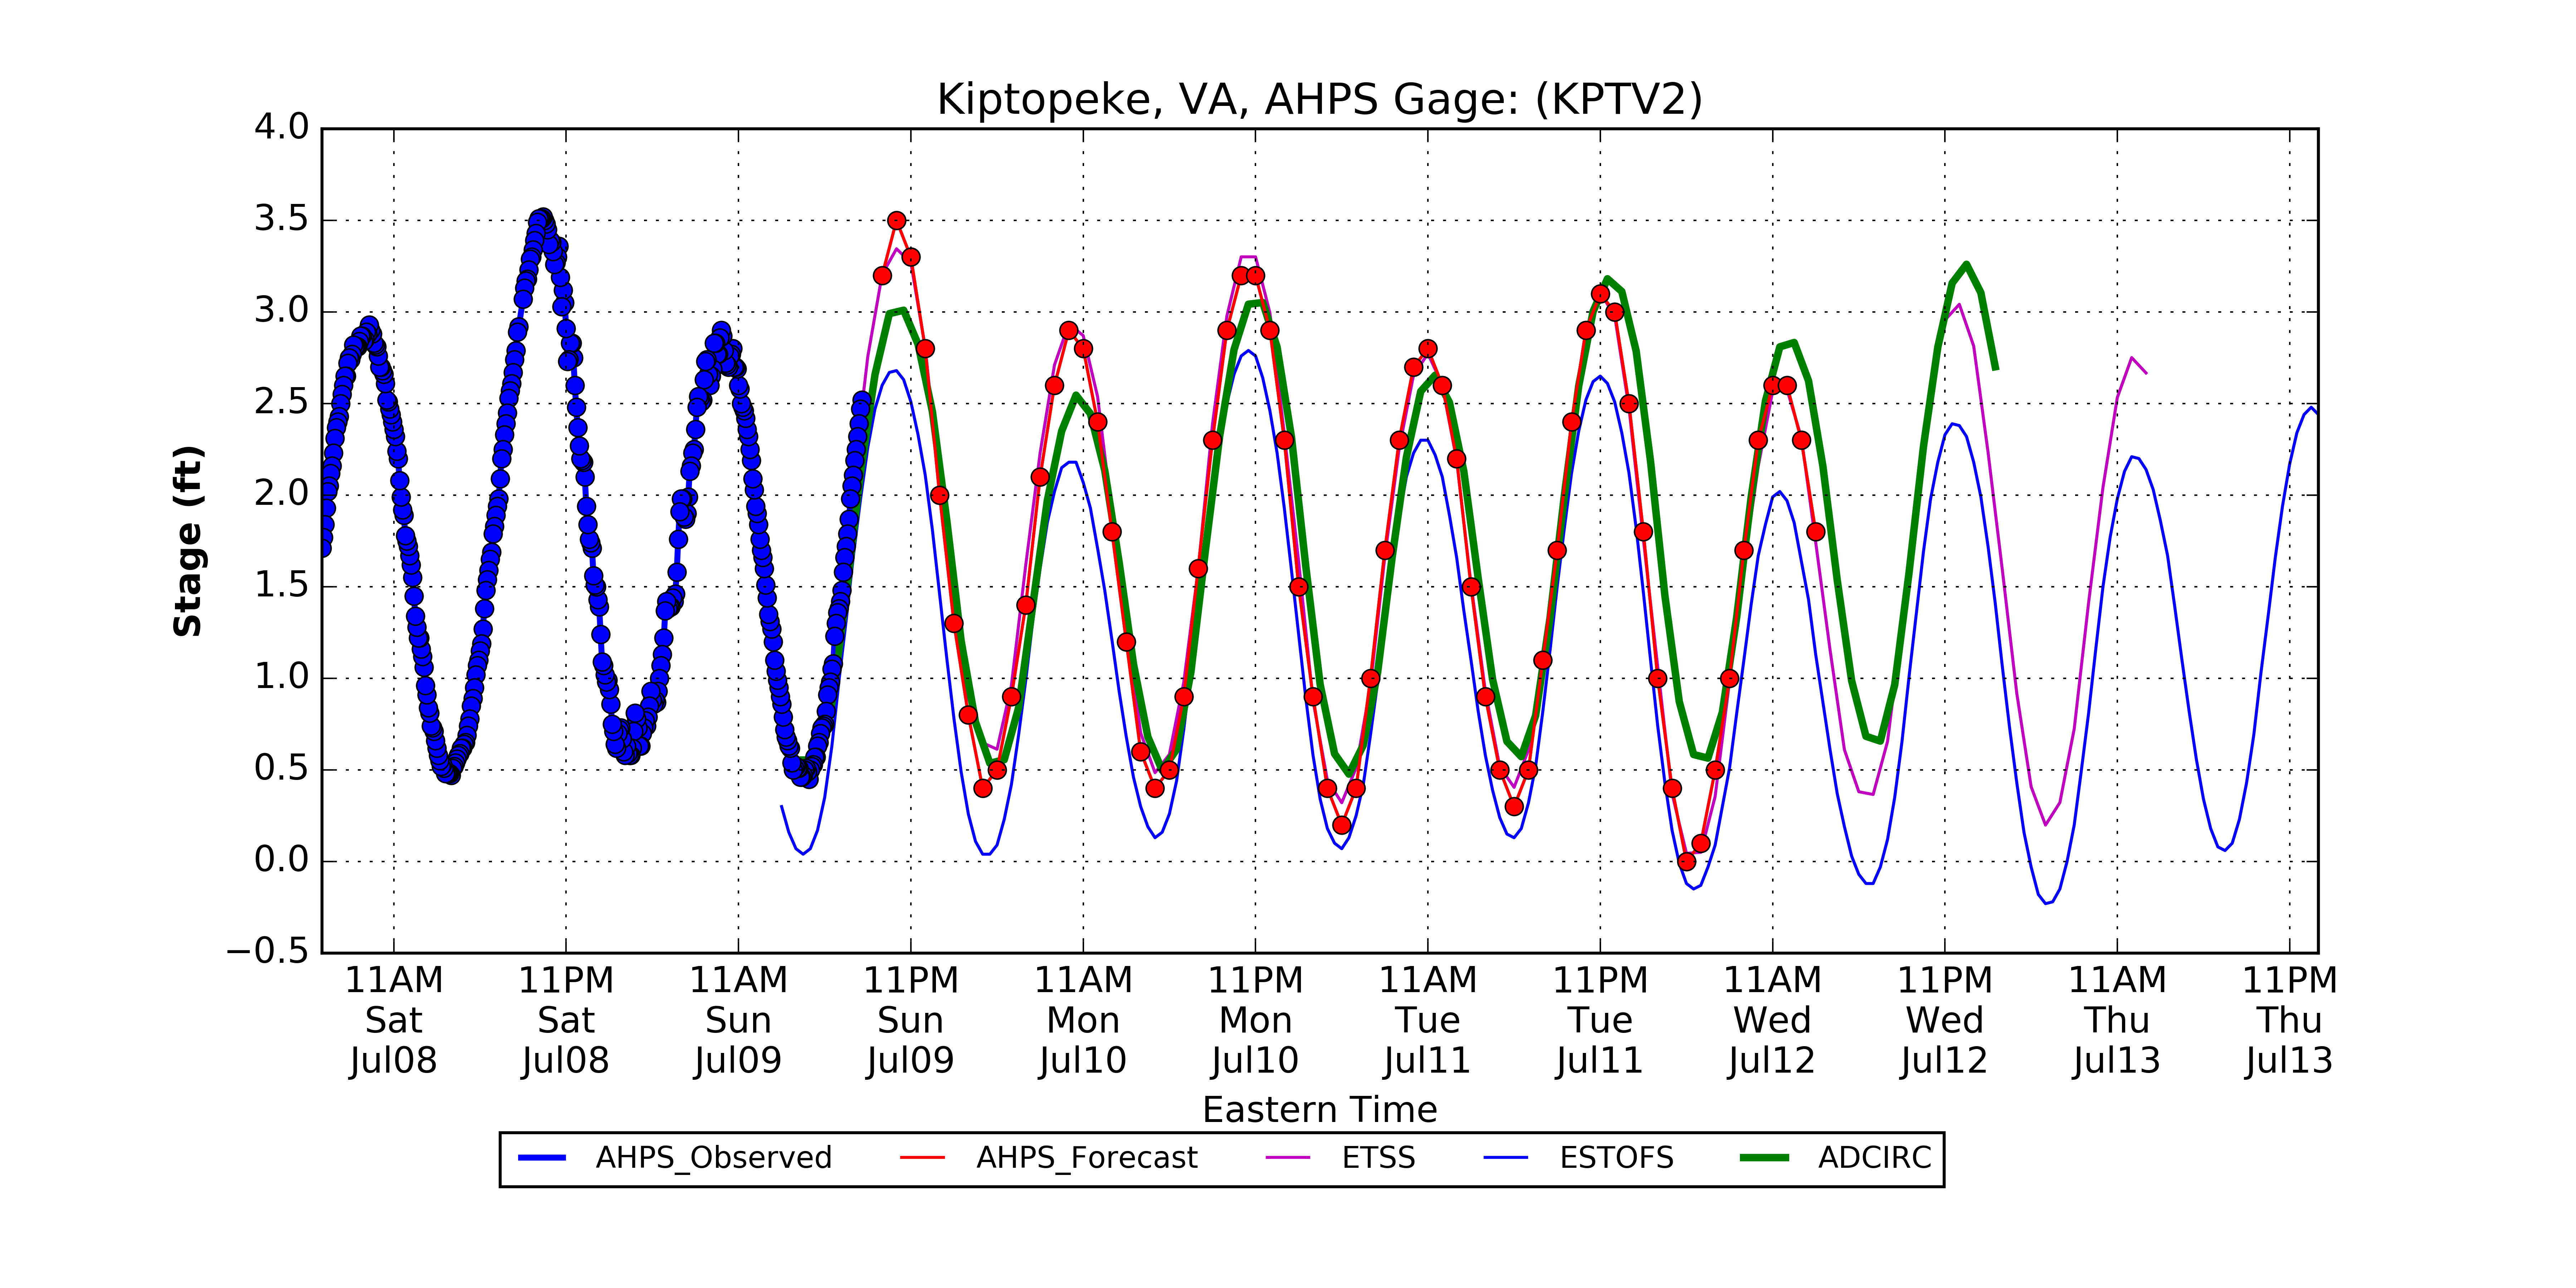 Kiptopeke, VA, AHPS Gage: (KPTV2)
4.0
3.5
3.0
2.5
2.0
1.5
1.0
0.5
0.0
−0.5
Stage (ft)
11AM 11PM 11AM 11PM 11AM 11PM 11AM 11PM 11AM 11PM 11AM 11PM
Sat Sat Sun Sun Mon Mon Tue Tue Wed Wed Thu Thu
Jul08 Jul08 Jul09 Jul09 Jul10 Jul10 Jul11 Jul11 Jul12 Jul12 Jul13 Jul13
Eastern Time
AHPS_Observed AHPS_Forecast ETSS ESTOFS ADCIRC